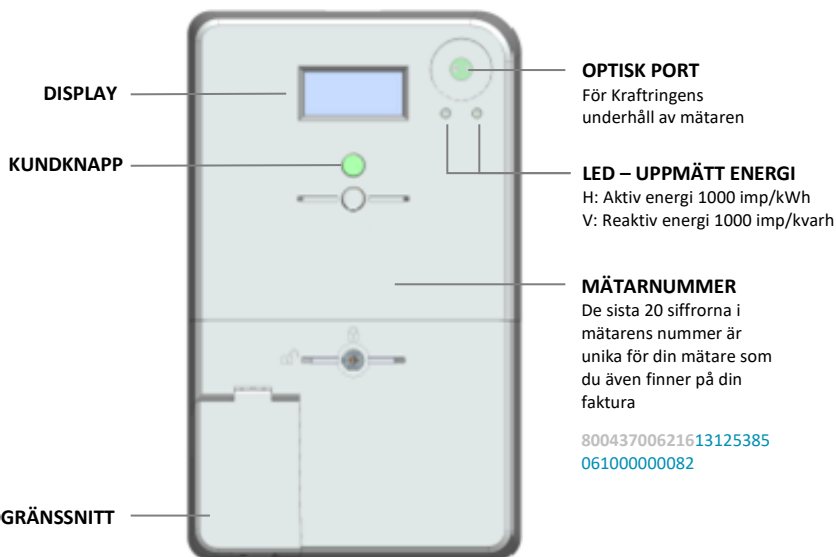 DISPLAY
KUNDKNAPP
GRÄNSSNITT
OPTISK PORT
För Kraftringens
underhåll av mätaren
LED – UPPMÄTT ENERGI
H: Aktiv energi 1000 imp/kWh
V: Reaktiv energi 1000 imp/kvarh
MÄTARNUMMER
De sista 20 siffrorna i
mätarens nummer är
unika för din mätare som
du även finner på din
faktura
80043700621613125385
061000000082